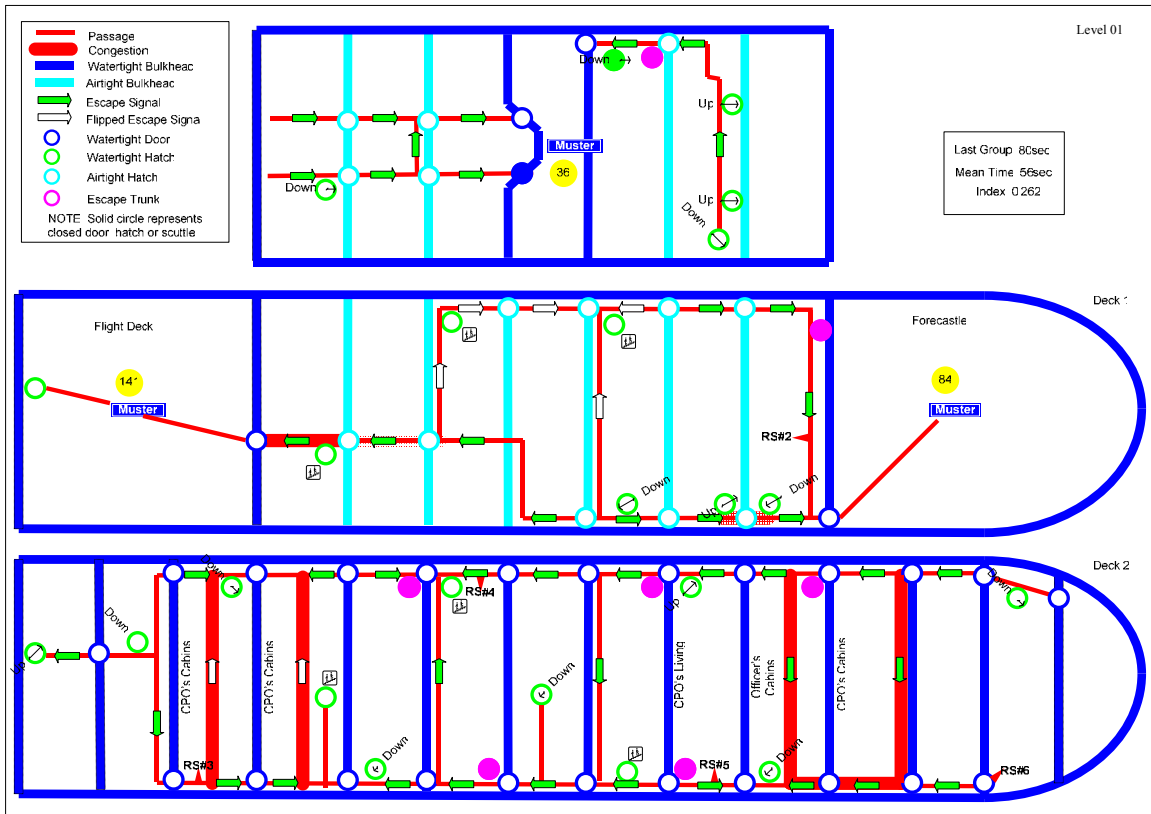 Level 01
Passage
Congestion
Watertight Bulkhead
Airtight Bulkhead
Escape Signal
Flipped Escape Signa
Watertight Door
Watertight Hatch
Airtight Hatch
Escape Trunk
NOTE Solid circle represents
closed door hatch or scuttle
Down
Up
Up
Down
Down
Muster
36
Last Group 80sec
Mean Time 56sec
Index 0262
Deck 1
Flight Deck
Forecastle
141
Muster
84
Muster
RS#2
Down
Up
Down
Deck 2
Down
Down
Up
CPO's Cabins
CPO's Cabins
RS#3
RS#4
Down
Down
Up
CPO's Living
Officer's
Cabins
CPO's Cabins
Down
Down
RS#5
RS#6